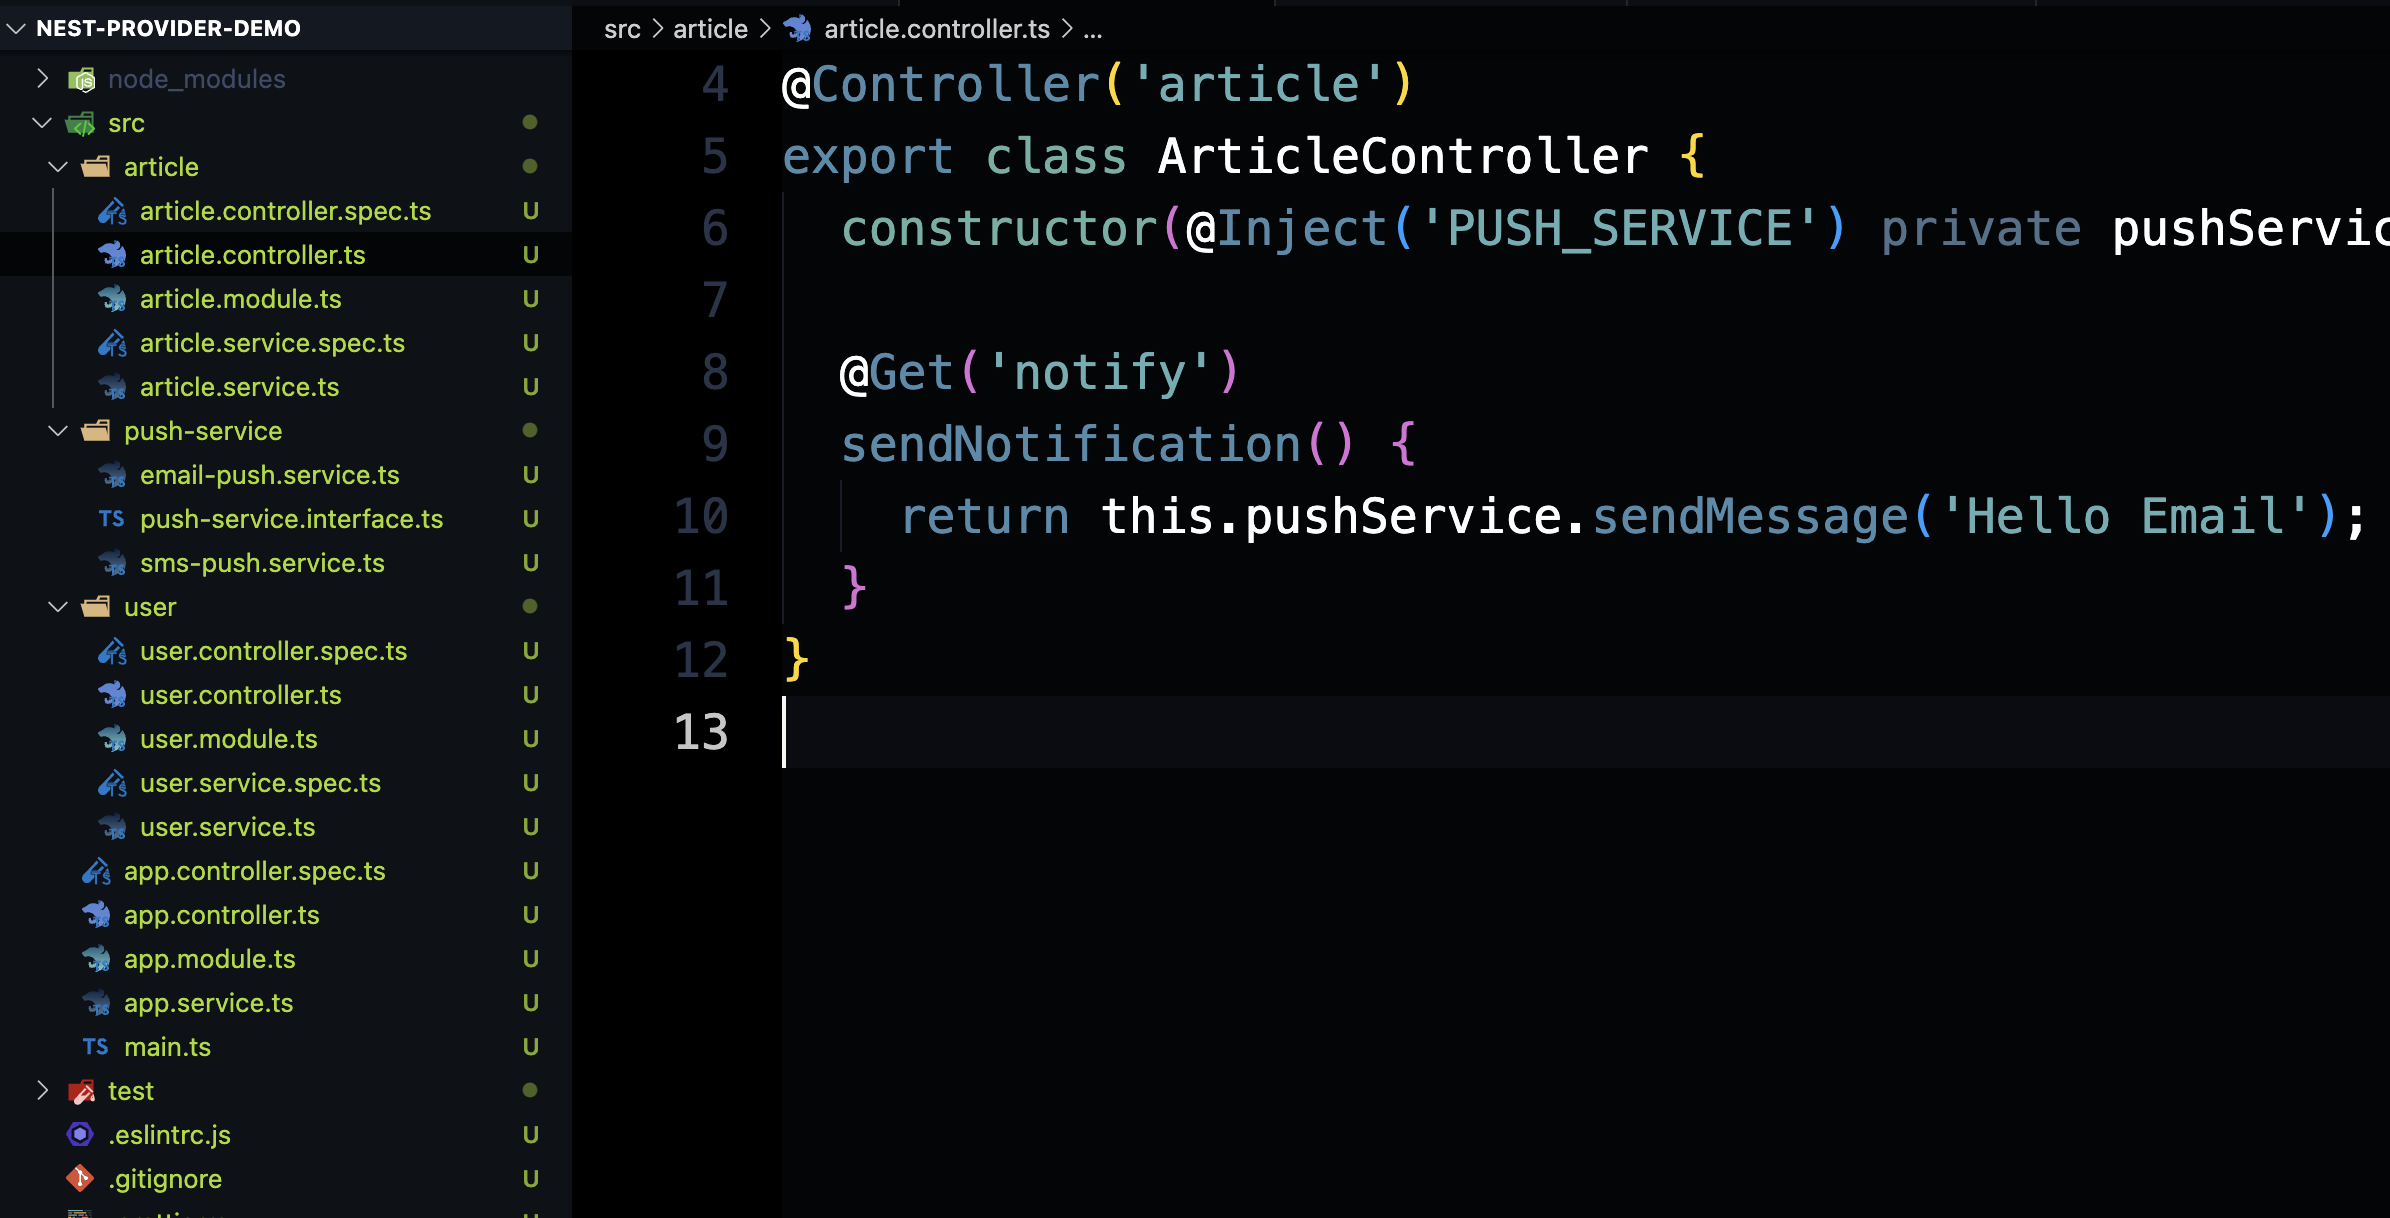 NEST-PROVIDER-DEMO
node_modules
src
article
article.controller.spec.ts U
article.controller.ts U
article.module.ts U
article.service.spec.ts U
article.service.ts U
push-service
email-push.service.ts U
TS push-service.interface.ts U
sms-push.service.ts U
user
user.controller.spec.ts U
user.controller.ts U
user.module.ts U
user.service.spec.ts U
user.service.ts U
app.controller.spec.ts U
app.controller.ts U
app.module.ts U
app.service.ts U
TS main.ts U
test
.eslintrc.js U
.gitignore U
src > article > article.controller.ts > ...
4 @Controller('article')
5 export class ArticleController {
6 constructor(@Inject('PUSH_SERVICE') private pushServic
7
8 @Get('notify')
9 sendNotification() {
10 return this.pushService.sendMessage('Hello Email');
11 }
12 }
13